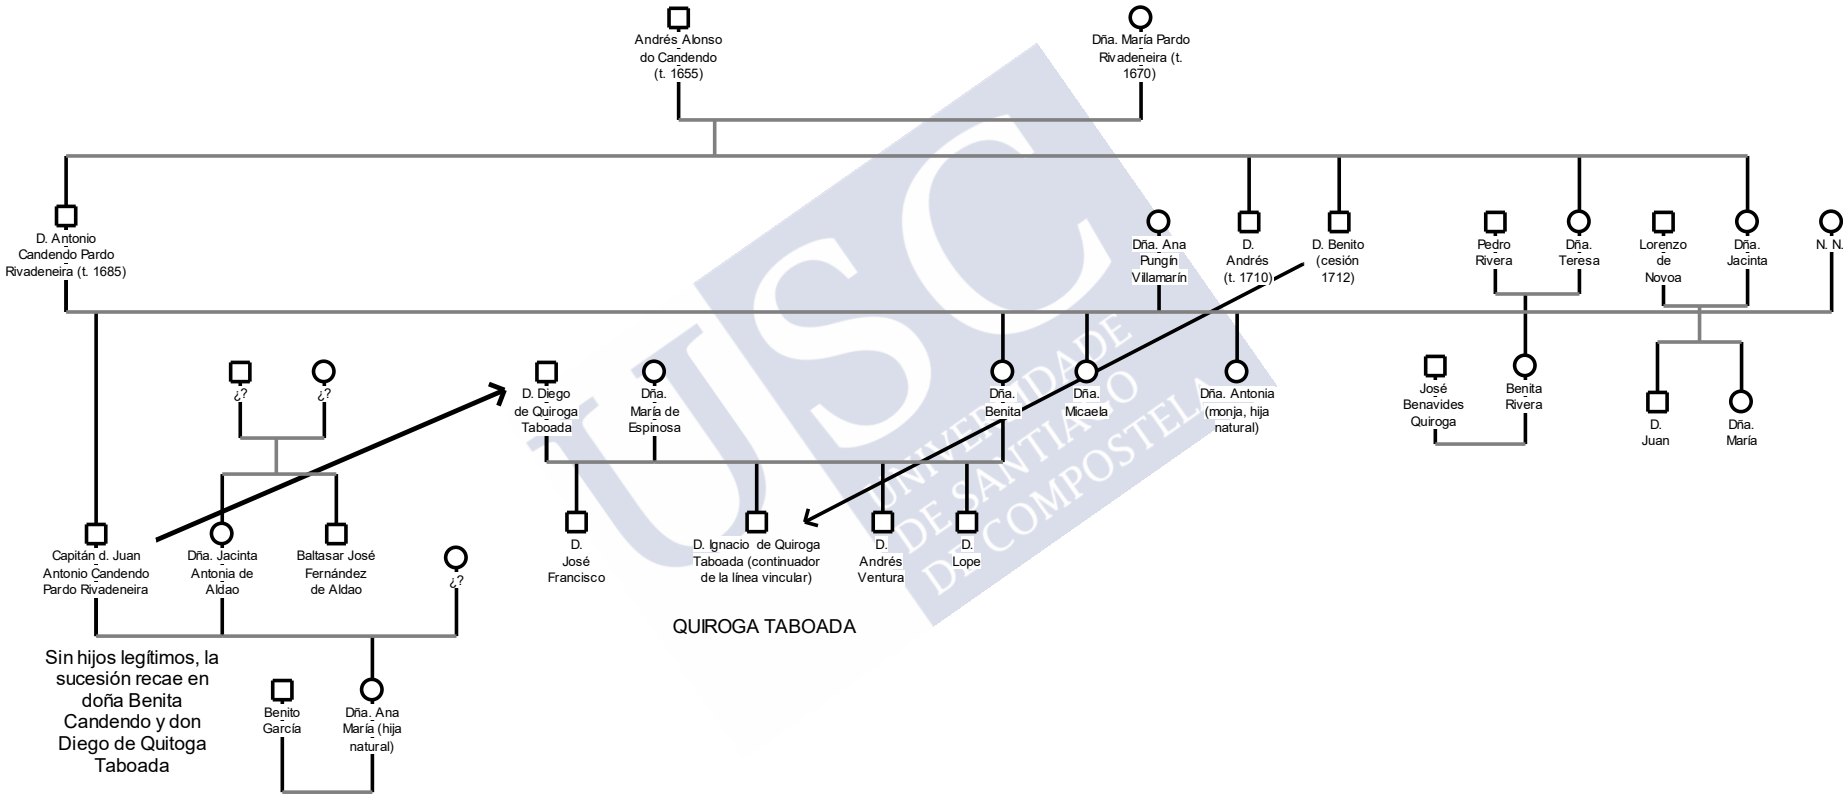 Andrés Alonso
do Candendo
(t. 1655)
Dña. María Pardo
Rivadeneira (t.
1670)
D. Antonio
Candendo Pardo
Rivadeneira (t. 1685)
Dña. Ana
Pungín
Villamarín
D.
Andrés
(t. 1710)
D. Benito
(cesión
1712)
Pedro
Rivera
Dña.
Teresa
Lorenzo
de
Novoa
Dña.
Jacinta
N. N.
¿?
¿?
D. Diego
de Quiroga
Taboada
Dña.
María de
Espinosa
Dña.
Benita
Dña.
Micaela
Dña. Antonia
(monja, hija
natural)
José
Benavides
Quiroga
Benita
Rivera
D.
Juan
Dña.
María
Capitán d. Juan
Antonio Candendo
Pardo Rivadeneira
Dña. Jacinta
Antonia de
Aldao
Baltasar José
Fernández
de Aldao
¿?
D.
José
Francisco
D. Ignacio de Quiroga
Taboada (continuador
de la línea vincular)
D.
Andrés
Ventura
D.
Lope
QUIROGA TABOADA
Sin hijos legítimos, la
sucesión recae en
doña Benita
Candendo y don
Diego de Quitoga
Taboada
Benito
García
Dña. Ana
María (hija
natural)
USC
UNIVERSIDADE
DE SANTIAGO
DE COMPOSTELA